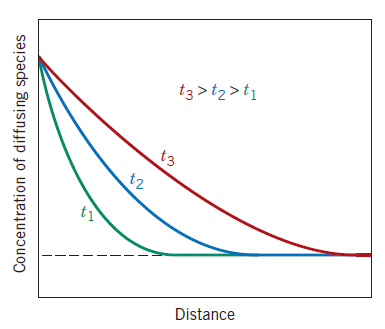 Concentration of diffusing species
t3 > t2 > t1
t3
t2
t1
Distance